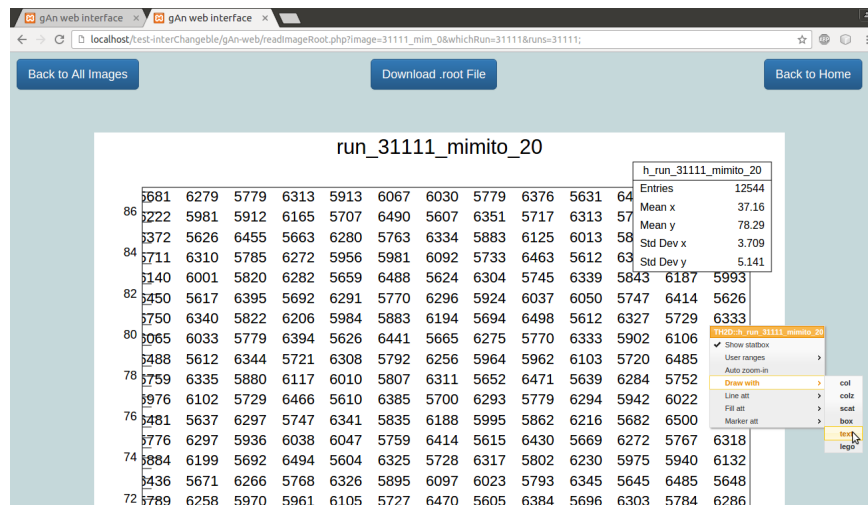 gAn web interface × gAn web interface ×
localhost/test-interChangeble/gAn-web/readImageRoot.php?image=31111_mim_0&whichRun=31111&runs=31111;
Back to All Images Download .root File Back to Home
run_31111_mimito_20
h_run_31111_mimito_20
Entries 12544
Mean x 37.16
Mean y 78.29
Std Dev x 3.709
Std Dev y 5.141
6279 5779 6313 5913 6067 6030 5779 6376 5631
86 5981 5912 6165 5707 6490 5607 6351 5717 6313
5626 6455 5663 6280 5763 6334 5883 6125 6013
84 6310 5785 6272 5956 5981 6092 5733 6463 5612
6001 5820 6282 5659 6488 5624 6304 5745 6339 5843 6187 5993
82 5617 6395 5692 6291 5770 6296 5924 6037 6050 5747 6414 5626
6340 5822 6206 5984 5883 6194 5694 6498 5612 6327 5729 6333
80 6033 5779 6394 5626 6441 5665 6275 5770 6333 5902 6106
5612 6344 5721 6308 5792 6256 5964 5962 6103 5720 6485
78 6335 5880 6117 6010 5807 6311 5652 6471 5639 6284 5752
6102 5729 6466 5610 6385 5700 6293 5779 6294 5942 6022
76 5637 6297 5747 6341 5835 6188 5995 5862 6216 5682 6500
6297 5936 6038 6047 5759 6414 5615 6430 5669 6272 5767 6318
74 6199 5692 6494 5604 6325 5728 6317 5802 6230 5975 5940 6132
5671 6266 5768 6326 5895 6097 6023 5793 6345 5645 6485 5648
72 6258 5970 5961 6105 5727 6470 5605 6384 5696 6303 5784 6286
TH2D::h_run_31111_mimito_20
Show statbox
User ranges
Auto zoom-in
Draw with
Line att
Fill att
Marker att
col
colz
scat
box
text
lego